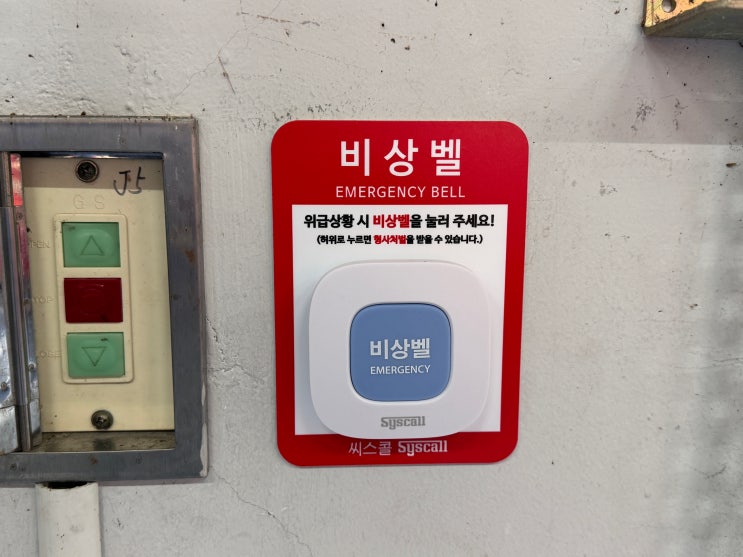 J5
G S
OPEN
비상벨
EMERGENCY BELL
위급상황 시 비상벨을 눌러 주세요!
(허위로 누르면 형사처벌을 받을 수 있습니다.)
비상벨
EMERGENCY
Syscall
씨스콜 Syscall